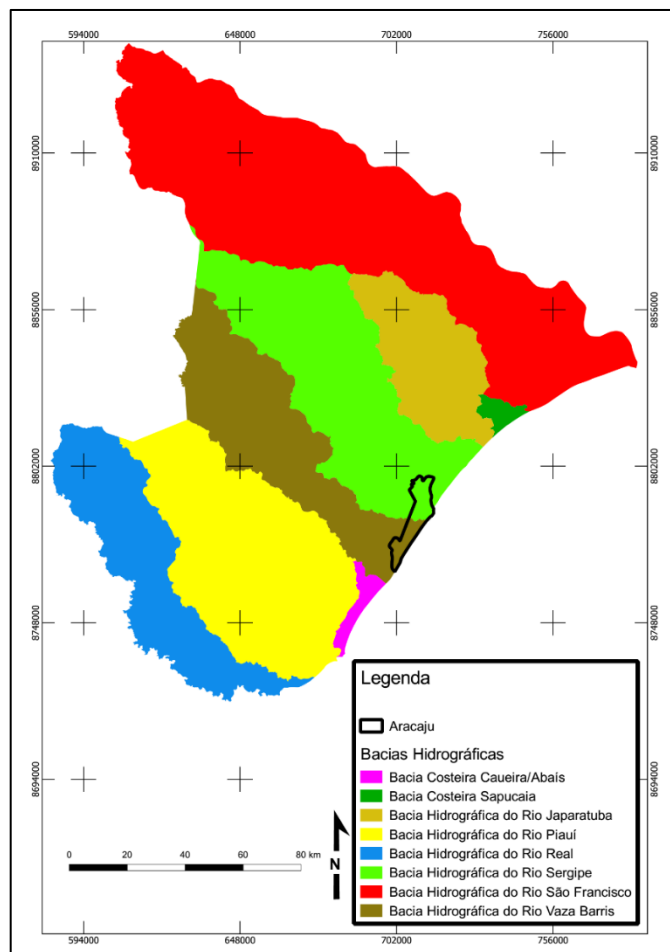 594000 648000 702000 756000
8910000 8910000
8856000 8856000
8802000 8802000
8748000 8748000
8694000 8694000
Legenda
Aracaju
Bacias Hidrográficas
Bacia Costeira Caueira/Abaís
Bacia Costeira Sapucaia
Bacia Hidrográfica do Rio Japaratuba
Bacia Hidrográfica do Rio Piauí
Bacia Hidrográfica do Rio Real
Bacia Hidrográfica do Rio Sergipe
Bacia Hidrográfica do Rio São Francisco
Bacia Hidrográfica do Rio Vaza Barris
0 20 40 60 80 km
N
594000 648000 702000 756000